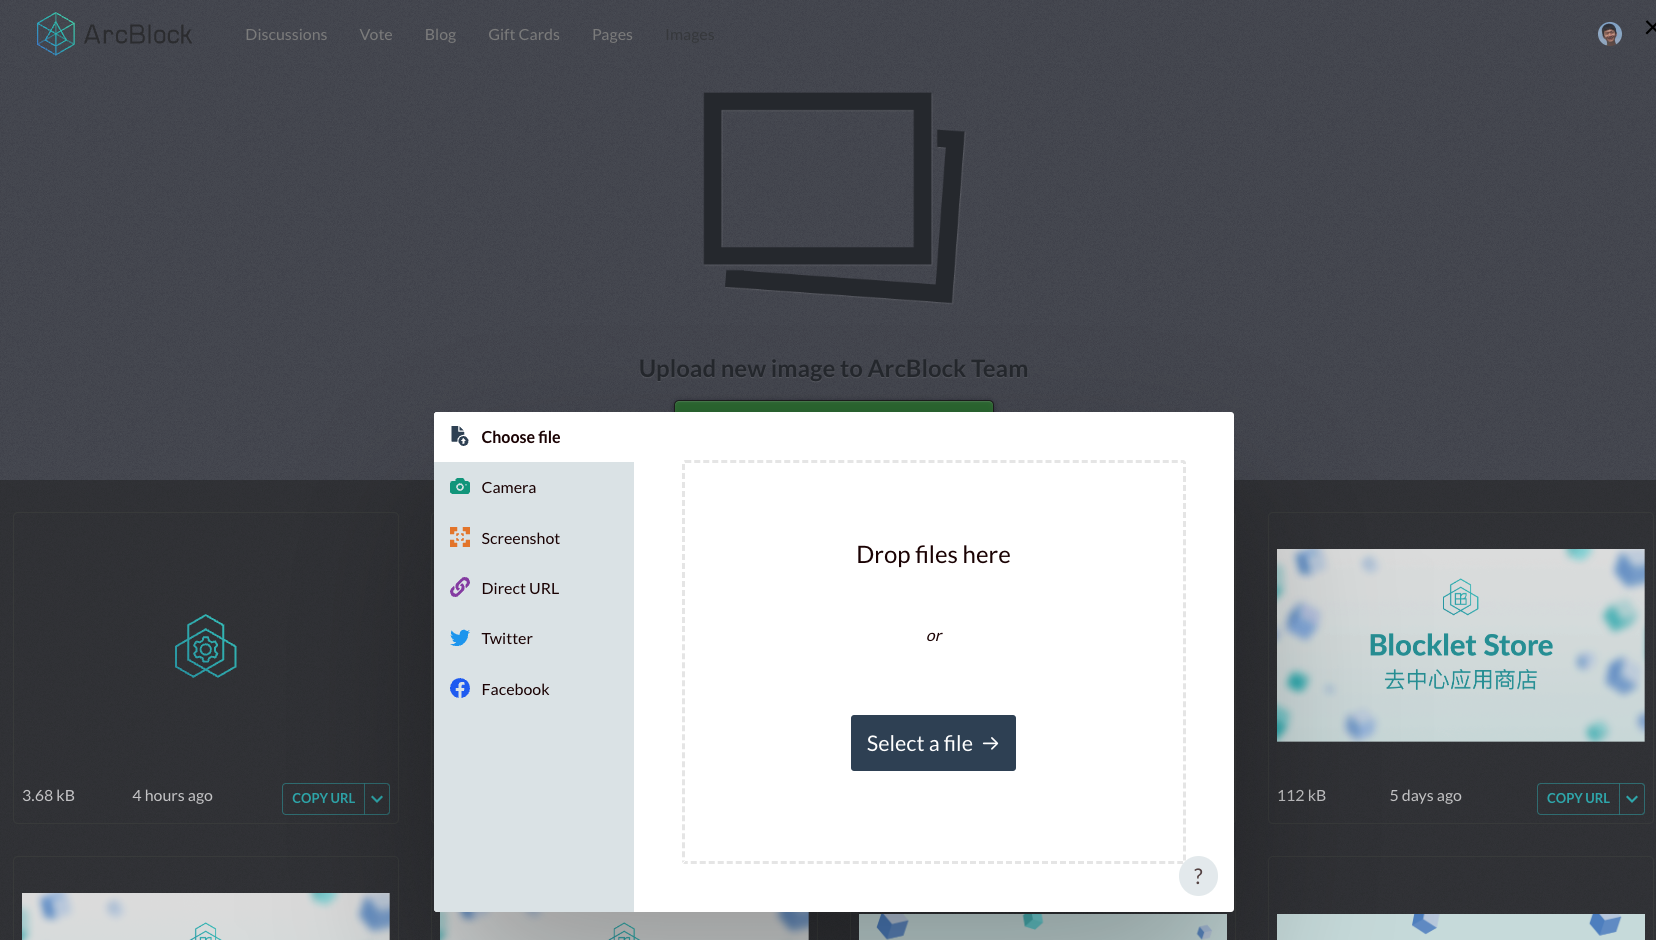 ArcBlock
Discussions
Vote
Blog
Gift Cards
Pages
Images
Upload new image to ArcBlock Team
Choose file
Camera
Screenshot
Direct URL
Twitter
Facebook
Drop files here
or
Select a file
?
3.68 kB
4 hours ago
COPY URL
Blocklet Store
去中心应用商店
112 kB
5 days ago
COPY URL